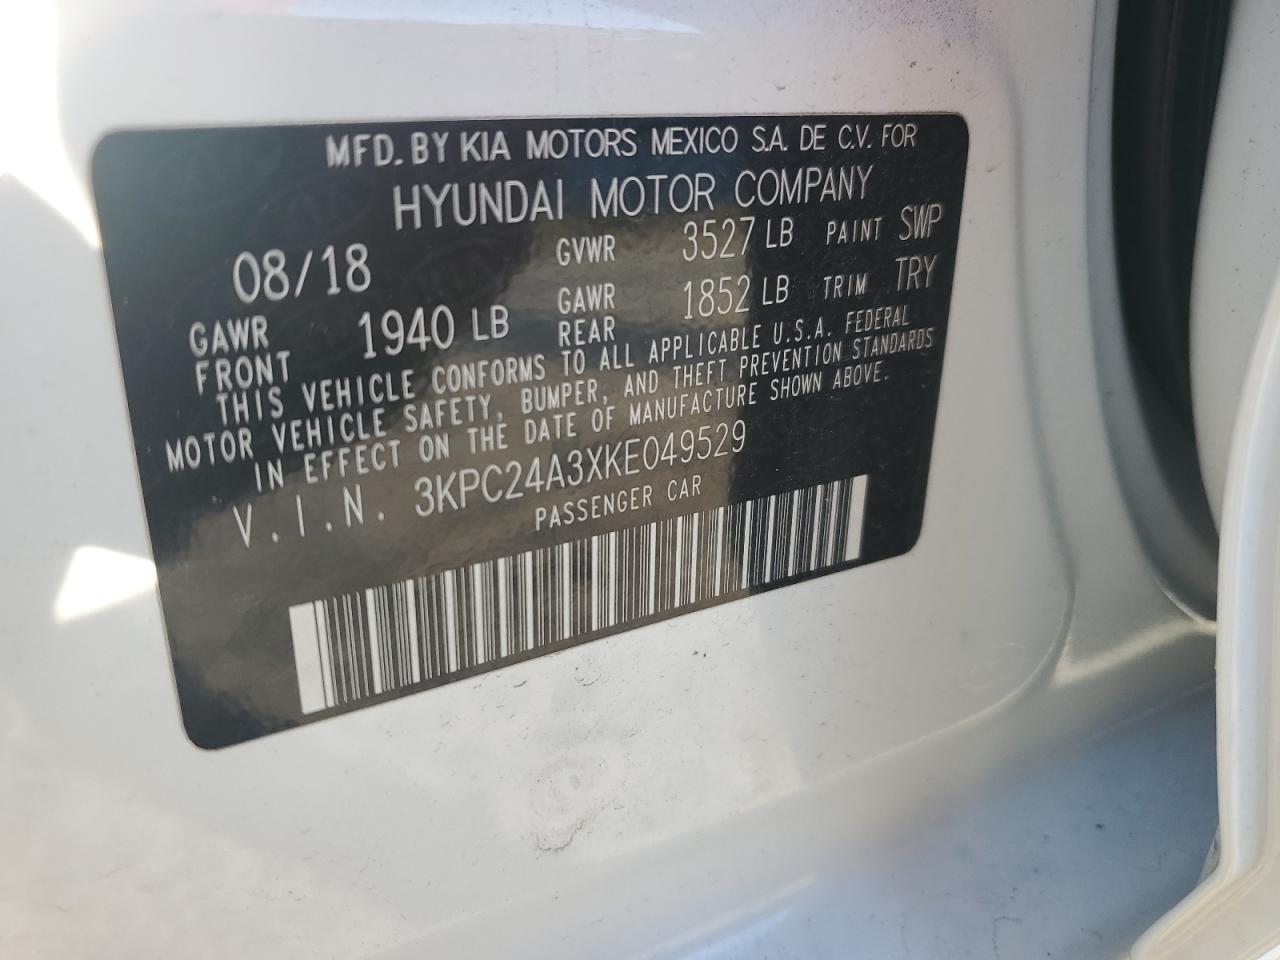 MFD. BY KIA MOTORS MEXICO S.A. DE C.V. FOR
HYUNDAI MOTOR COMPANY
08/18 GVWR 3527 LB PAINT SWP
GAWR FRONT 1940 LB GAWR REAR 1852 LB TRIM TRY
THIS VEHICLE CONFORMS TO ALL APPLICABLE U.S.A. FEDERAL
MOTOR VEHICLE SAFETY, BUMPER, AND THEFT PREVENTION STANDARDS
IN EFFECT ON THE DATE OF MANUFACTURE SHOWN ABOVE.
V.I.N. 3KPC24A3XKE049529
PASSENGER CAR